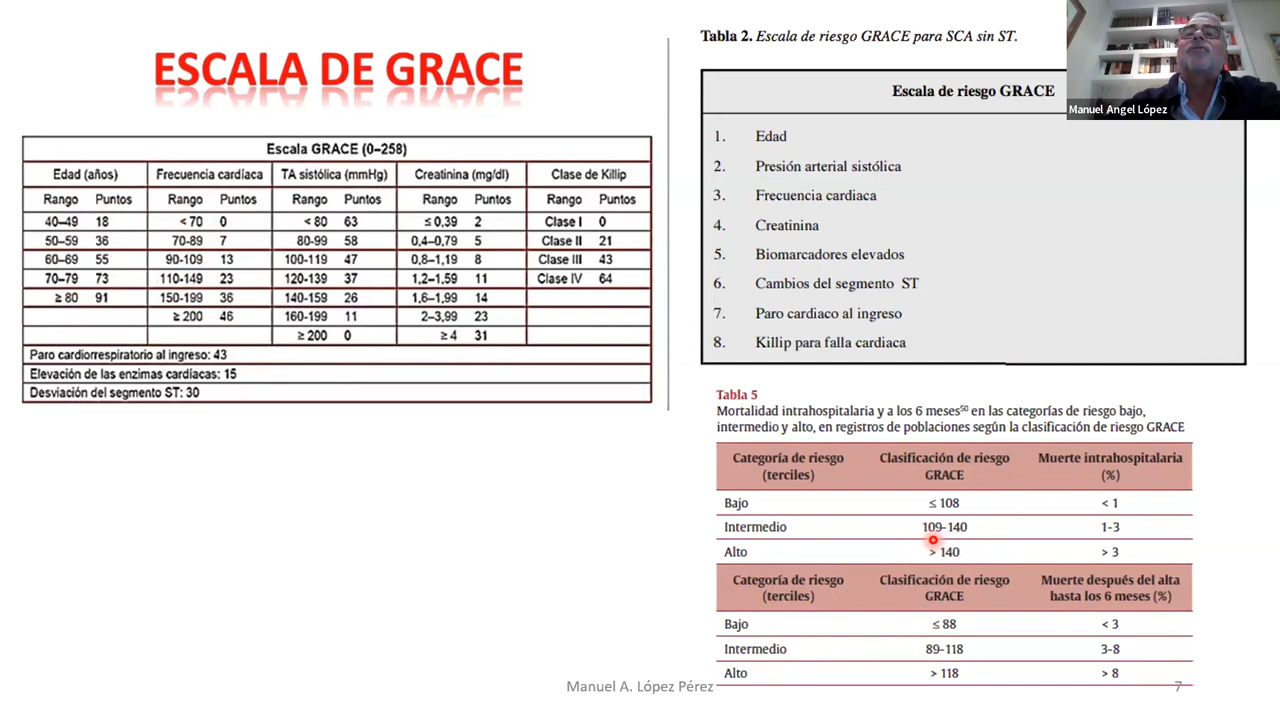 ESCALA DE GRACE
Escala GRACE (0–258)
Edad (años) Frecuencia cardíaca TA sistólica (mmHg) Creatinina (mg/dl) Clase de Killip
Rango Puntos Rango Puntos Rango Puntos Rango Puntos Rango Puntos
40–49 18 < 70 0 < 80 63 ≤ 0,39 2 Clase I 0
50–59 36 70-89 7 80-99 58 0,4–0,79 5 Clase II 21
60–69 55 90-109 13 100-119 47 0,8–1,19 8 Clase III 43
70–79 73 110-149 23 120-139 37 1,2–1,59 11 Clase IV 64
≥ 80 91 150-199 36 140-159 26 1,6–1,99 14
≥ 200 46 160-199 11 2–3,99 23
≥ 200 0 ≥ 4 31
Paro cardiorrespiratorio al ingreso: 43
Elevación de las enzimas cardíacas: 15
Desviación del segmento ST: 30
Tabla 2. Escala de riesgo GRACE para SCA sin ST.
Escala de riesgo GRACE
1. Edad
2. Presión arterial sistólica
3. Frecuencia cardiaca
4. Creatinina
5. Biomarcadores elevados
6. Cambios del segmento ST
7. Paro cardiaco al ingreso
8. Killip para falla cardiaca
Manuel Angel López
Tabla 5
Mortalidad intrahospitalaria y a los 6 meses50 en las categorías de riesgo bajo,
intermedio y alto, en registros de poblaciones según la clasificación de riesgo GRACE
Categoría de riesgo Clasificación de riesgo Muerte intrahospitalaria
(terciles) GRACE (%)
Bajo ≤ 108 < 1
Intermedio 109-140 1-3
Alto > 140 > 3
Categoría de riesgo Clasificación de riesgo Muerte después del alta
(terciles) GRACE hasta los 6 meses (%)
Bajo ≤ 88 < 3
Intermedio 89-118 3-8
Alto > 118 > 8
Manuel A. López Pérez 7